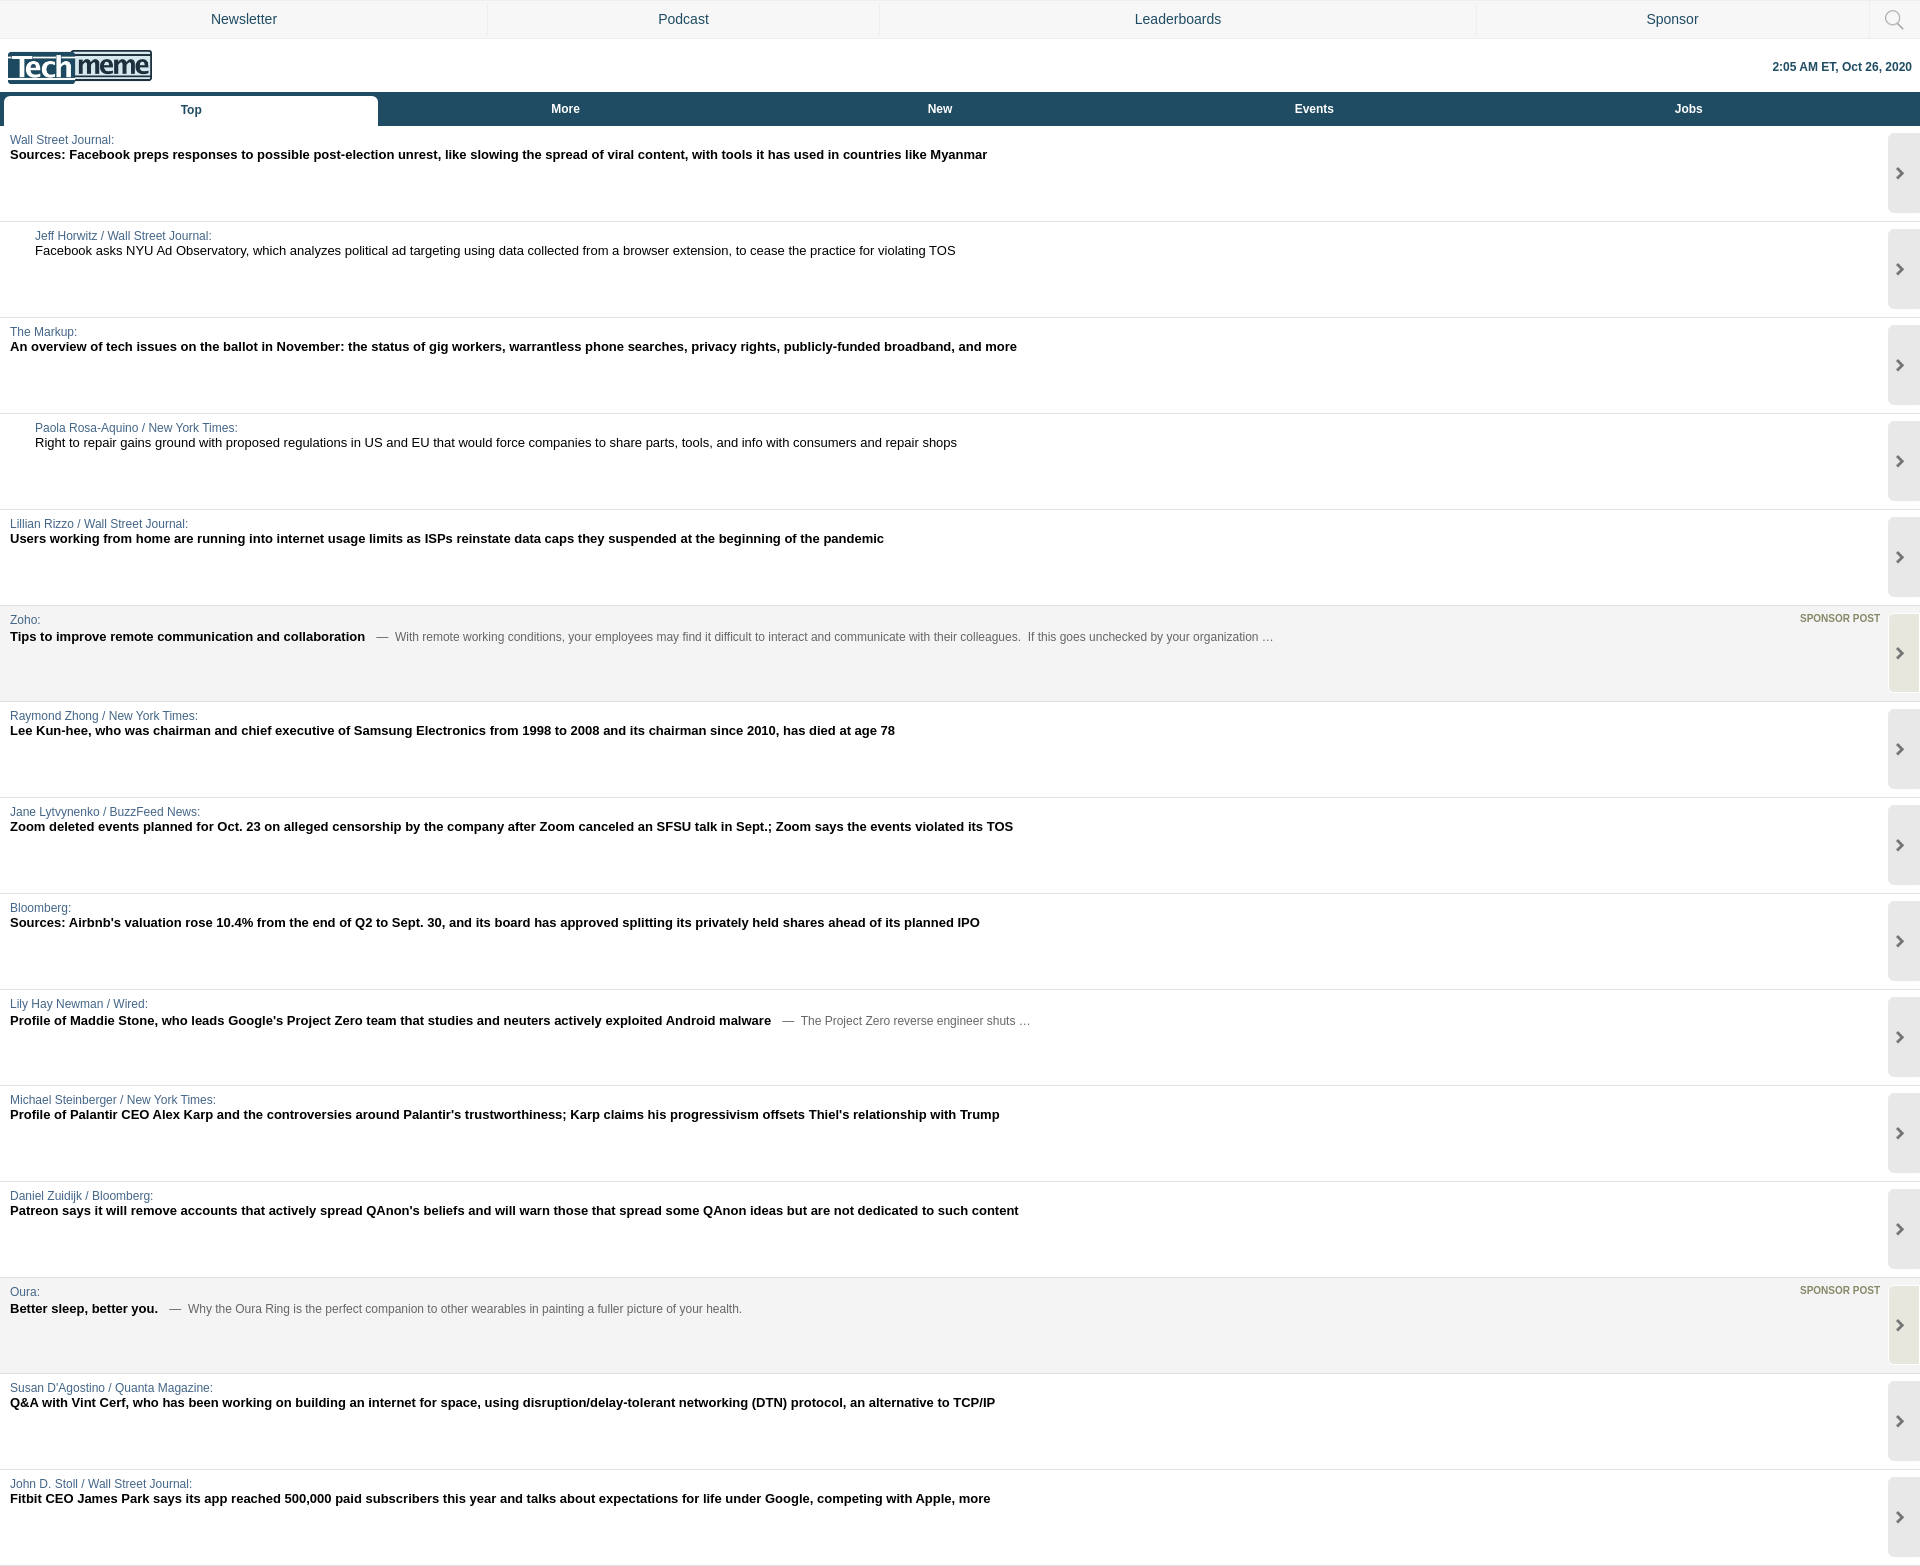 Newsletter
Podcast
Leaderboards
Sponsor
Techmeme
2:05 AM ET, Oct 26, 2020
Top
More
New
Events
Jobs
Wall Street Journal:
Sources: Facebook preps responses to possible post-election unrest, like slowing the spread of viral content, with tools it has used in countries like Myanmar
Jeff Horwitz / Wall Street Journal:
Facebook asks NYU Ad Observatory, which analyzes political ad targeting using data collected from a browser extension, to cease the practice for violating TOS
The Markup:
An overview of tech issues on the ballot in November: the status of gig workers, warrantless phone searches, privacy rights, publicly-funded broadband, and more
Paola Rosa-Aquino / New York Times:
Right to repair gains ground with proposed regulations in US and EU that would force companies to share parts, tools, and info with consumers and repair shops
Lillian Rizzo / Wall Street Journal:
Users working from home are running into internet usage limits as ISPs reinstate data caps they suspended at the beginning of the pandemic
Zoho:
SPONSOR POST
Tips to improve remote communication and collaboration — With remote working conditions, your employees may find it difficult to interact and communicate with their colleagues. If this goes unchecked by your organization …
Raymond Zhong / New York Times:
Lee Kun-hee, who was chairman and chief executive of Samsung Electronics from 1998 to 2008 and its chairman since 2010, has died at age 78
Jane Lytvynenko / BuzzFeed News:
Zoom deleted events planned for Oct. 23 on alleged censorship by the company after Zoom canceled an SFSU talk in Sept.; Zoom says the events violated its TOS
Bloomberg:
Sources: Airbnb's valuation rose 10.4% from the end of Q2 to Sept. 30, and its board has approved splitting its privately held shares ahead of its planned IPO
Lily Hay Newman / Wired:
Profile of Maddie Stone, who leads Google's Project Zero team that studies and neuters actively exploited Android malware — The Project Zero reverse engineer shuts …
Michael Steinberger / New York Times:
Profile of Palantir CEO Alex Karp and the controversies around Palantir's trustworthiness; Karp claims his progressivism offsets Thiel's relationship with Trump
Daniel Zuidijk / Bloomberg:
Patreon says it will remove accounts that actively spread QAnon's beliefs and will warn those that spread some QAnon ideas but are not dedicated to such content
Oura:
SPONSOR POST
Better sleep, better you. — Why the Oura Ring is the perfect companion to other wearables in painting a fuller picture of your health.
Susan D'Agostino / Quanta Magazine:
Q&A with Vint Cerf, who has been working on building an internet for space, using disruption/delay-tolerant networking (DTN) protocol, an alternative to TCP/IP
John D. Stoll / Wall Street Journal:
Fitbit CEO James Park says its app reached 500,000 paid subscribers this year and talks about expectations for life under Google, competing with Apple, more